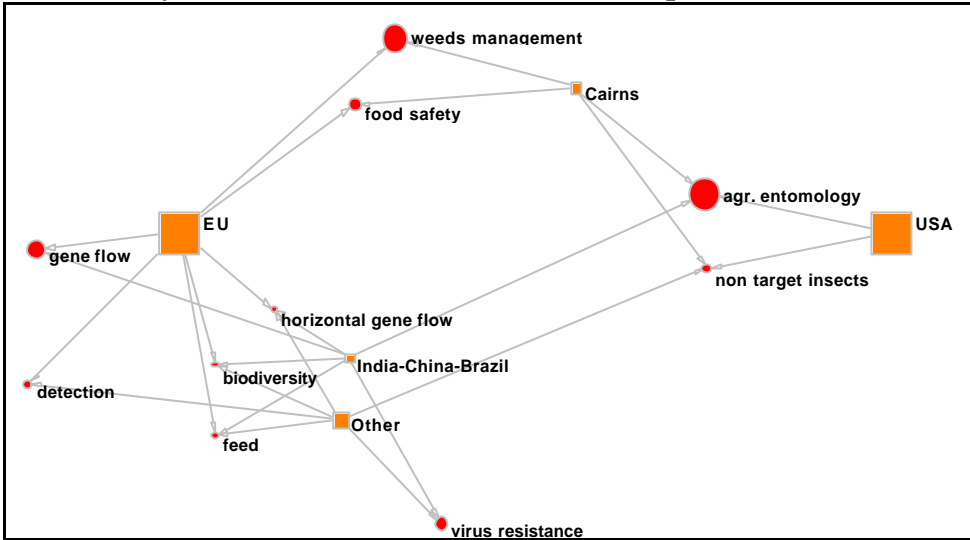 weeds management
Cairns
food safety
agr. entomology
EU
USA
gene flow
non target insects
horizontal gene flow
India-China-Brazil
biodiversity
detection
Other
feed
virus resistance